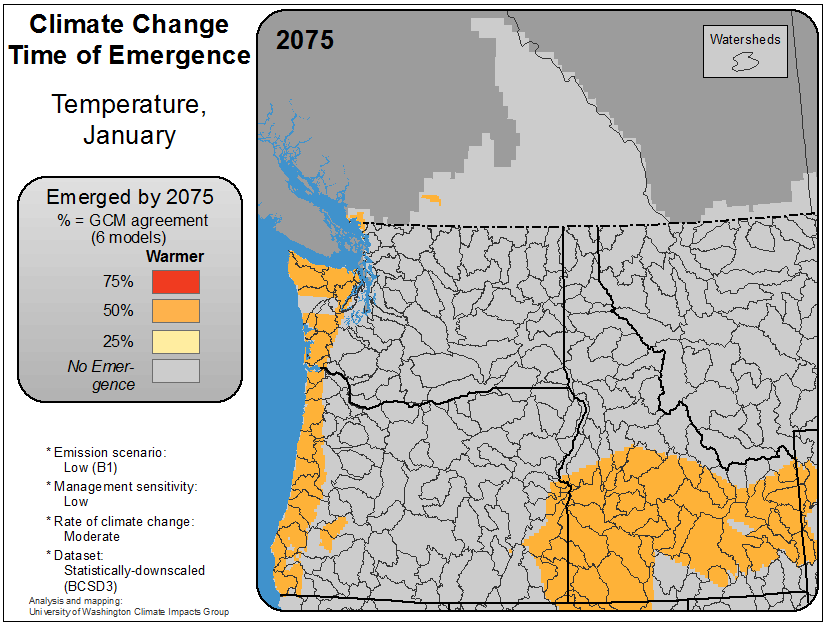 Climate Change
Time of Emergence
Temperature,
January
Emerged by 2075
% = GCM agreement
(6 models)
Warmer
75%
50%
25%
No Emer-
gence
* Emission scenario:
Low (B1)
* Management sensitivity:
Low
* Rate of climate change:
Moderate
* Dataset:
Statistically-downscaled
(BCSD3)
Analysis and mapping:
University of Washington Climate Impacts Group
2075
Watersheds